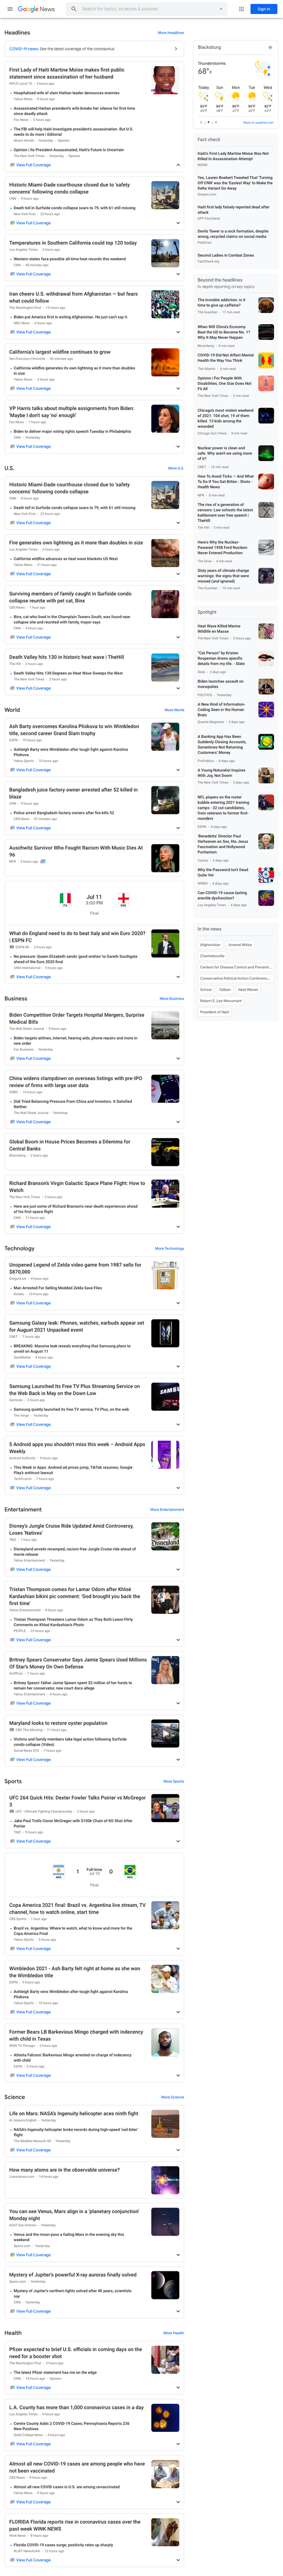 Google News
Search for topics, locations & sources
Sign in
Headlines
More Headlines
COVID-19 news: See the latest coverage of the coronavirus
First Lady of Haiti Martine Moise makes first public
statement since assassination of her husband
Hospitalized wife of slain Haitian leader denounces enemies
Assassinated Haitian president's wife breaks her silence for first time
since deadly attack
The FBI will help Haiti investigate president's assassination. But U.S.
needs to do more | Editorial
Opinion | Its President Assassinated, Haiti's Future Is Uncertain
View Full Coverage
Historic Miami-Dade courthouse closed due to 'safety
concerns' following condo collapse
Death toll in Surfside condo collapse soars to 79, with 61 still missing
View Full Coverage
Temperatures in Southern California could top 120 today
Western states face possible all-time heat records this weekend
View Full Coverage
Iran cheers U.S. withdrawal from Afghanistan — but fears
what could follow
Biden put America first in exiting Afghanistan. He just can't say it.
View Full Coverage
California's largest wildfire continues to grow
California wildfire generates its own lightning as it more than doubles
in size
View Full Coverage
VP Harris talks about multiple assignments from Biden:
'Maybe I don't say 'no' enough'
Biden to deliver major voting rights speech Tuesday in Philadelphia
View Full Coverage
U.S.
More U.S.
Historic Miami-Dade courthouse closed due to 'safety
concerns' following condo collapse
Death toll in Surfside condo collapse soars to 79, with 61 still missing
View Full Coverage
Fire generates own lightning as it more than doubles in size
California wildfire advances as heat wave blankets US West
View Full Coverage
Surviving members of family caught in Surfside condo
collapse reunite with pet cat, Binx
Binx, cat who lived in the Champlain Towers South, was found near
collapse site and reunited with family, mayor says
View Full Coverage
Death Valley hits 130 in historic heat wave | TheHill
Death Valley Hits 130 Degrees as Heat Wave Sweeps the West
View Full Coverage
World
More World
Ash Barty overcomes Karolina Pliskova to win Wimbledon
title, second career Grand Slam trophy
Ashleigh Barty wins Wimbledon after tough fight against Karolina
Pliskova
View Full Coverage
Bangladesh juice factory owner arrested after 52 killed in
blaze
Police arrest Bangladesh factory owners after fire kills 52
View Full Coverage
Auschwitz Survivor Who Fought Racism With Music Dies At
96
Jul 11
3:00 PM
Final
What do England need to do to beat Italy and win Euro 2020?
| ESPN FC
No pressure: Queen Elizabeth sends 'good wishes' to Gareth Southgate
ahead of the Euro 2020 final
View Full Coverage
Business
More Business
Biden Competition Order Targets Hospital Mergers, Surprise
Medical Bills
Biden targets airlines, internet, hearing aids, phone repairs and more in
new order
View Full Coverage
China widens clampdown on overseas listings with pre-IPO
review of firms with large user data
Didi Tried Balancing Pressure From China and Investors. It Satisfied
Neither.
View Full Coverage
Global Boom in House Prices Becomes a Dilemma for
Central Banks
Richard Branson's Virgin Galactic Space Plane Flight: How to
Watch
Here are just some of Richard Branson's near-death experiences ahead
of his first space flight
View Full Coverage
Technology
More Technology
Unopened Legend of Zelda video game from 1987 sells for
$870,000
Man Arrested For Selling Modded Zelda Save Files
View Full Coverage
Samsung Galaxy leak: Phones, watches, earbuds appear set
for August 2021 Unpacked event
BREAKING: Massive leak reveals everything that Samsung plans to
unveil on August 11
View Full Coverage
Samsung Launched Its Free TV Plus Streaming Service on
the Web Back in May on the Down Low
Samsung quietly launched its free TV service, TV Plus, on the web
View Full Coverage
5 Android apps you shouldn't miss this week – Android Apps
Weekly
This Week in Apps: Android ad prices jump, TikTok resumes, Google
Play's antitrust lawsuit
View Full Coverage
Entertainment
More Entertainment
Disney's Jungle Cruise Ride Updated Amid Controversy,
Loses 'Natives'
Disneyland unveils revamped, racism-free Jungle Cruise ride ahead of
movie release
View Full Coverage
Tristan Thompson comes for Lamar Odom after Khloé
Kardashian bikini pic comment: 'God brought you back the
first time'
Tristan Thompson Threatens Lamar Odom as They Both Leave Flirty
Comments on Khloé Kardashian's Photo
View Full Coverage
Britney Spears Conservator Says Jamie Spears Used Millions
Of Star's Money On Own Defense
Britney Spears' father Jamie Spears spent $2 million of her funds to
remain her conservator, new court docs allege
View Full Coverage
Maryland looks to restore oyster population
Victims and family members take legal action following Surfside
condo collapse (Video)
View Full Coverage
Sports
More Sports
UFC 264 Quick Hits: Dexter Fowler Talks Poirier vs McGregor
3
Jake Paul Trolls Conor McGregor with $100K Chain of KO Shot After
Poirier
View Full Coverage
1
Full-time
Jul 10
0
Final
Copa America 2021 final: Brazil vs. Argentina live stream, TV
channel, how to watch online, start time
Brazil vs. Argentina: Where to watch, what to know and more for the
Copa America Final
View Full Coverage
Wimbledon 2021 - Ash Barty felt right at home as she won
the Wimbledon title
Ashleigh Barty wins Wimbledon after tough fight against Karolina
Pliskova
View Full Coverage
Former Bears LB Barkevious Mingo charged with indecency
with child in Texas
Atlanta Falcons' Barkevious Mingo arrested on charge of indecency
with child
View Full Coverage
Science
More Science
Life on Mars: NASA's Ingenuity helicopter aces ninth flight
NASA's Ingenuity helicopter broke records during high-speed 'nail-biter'
flight
View Full Coverage
How many atoms are in the observable universe?
You can see Venus, Mars align in a 'planetary conjunction'
Monday night
Venus and the moon pass a fading Mars in the evening sky this
weekend
View Full Coverage
Mystery of Jupiter's powerful X-ray auroras finally solved
Mystery of Jupiter's northern lights solved after 40 years, scientists
say
View Full Coverage
Health
More Health
Pfizer expected to brief U.S. officials in coming days on the
need for a booster shot
The latest Pfizer statement has me on the edge
View Full Coverage
L.A. County has more than 1,000 coronavirus cases in a day
Centre County Adds 2 COVID-19 Cases; Pennsylvania Reports 236
New Positives
View Full Coverage
Almost all new COVID-19 cases are among people who have
not been vaccinated
Almost all new COVID cases in U.S. are among unvaccinated
View Full Coverage
FLORIDA Florida reports rise in coronavirus cases over the
past week WINK NEWS
Florida COVID-19 cases surge; positivity rates up sharply
View Full Coverage
Blacksburg
Thunderstorms
68°F
Today
Sun
Mon
Tue
Wed
More on weather.com
Fact check
Haiti's First Lady Martine Moise Was Not
Killed in Assassination Attempt
Yes, Lauren Boebert Tweeted That 'Turning
Off CNN' was the 'Easiest Way' to Make the
Delta Variant Go Away
Haiti first lady falsely reported dead after
attack
Devils Tower is a rock formation, despite
wrong, recycled claims on social media
Second Ladies in Combat Zones
Beyond the headlines
In-depth reporting on key topics
The invisible addiction: is it
time to give up caffeine?
When Will China's Economy
Beat the US to Become No. 1?
Why It May Never Happen
COVID-19 Did Not Affect Mental
Health the Way You Think
Opinion | For People With
Disabilities, One Size Does Not
Fit All
Chicago's most violent weekend
of 2021: 104 shot, 19 of them
killed. 13 kids among the
wounded
Nuclear power is clean and
safe. Why aren't we using more
of it?
How To Avoid Ticks — And What
To Do If You Get Bitten : Shots -
Health News
The rise of a generation of
censors: Law schools the latest
battlement over free speech |
TheHill
Here's Why the Nuclear-
Powered 1958 Ford Nucleon
Never Entered Production
Sixty years of climate change
warnings: the signs that were
missed (and ignored)
Spotlight
Heat Wave Killed Marine
Wildlife en Masse
"Cat Person" by Kristen
Roupenian draws specific
details from my life. - Slate
Biden launches assault on
monopolies
A New Kind of Information-
Coding Seen in the Human
Brain
A Banking App Has Been
Suddenly Closing Accounts,
Sometimes Not Returning
Customers' Money
A Young Naturalist Inspires
With Joy, Not Doom
NFL players on the roster
bubble entering 2021 training
camps - 32 cut candidates,
from veterans to former first-
rounders
'Benedetta' Director Paul
Verhoeven on Sex, His Jesus
Fascination and Hollywood
Puritanism
Why the Password Isn't Dead
Quite Yet
Can COVID-19 cause lasting
erectile dysfunction?
In the news
Afghanistan
Jovenel Moïse
Charlottesville
Centers for Disease Control and Preventi...
Conservative Political Action Conferenc...
School
Taliban
Heat Waves
Robert E. Lee Monument
President of Haiti